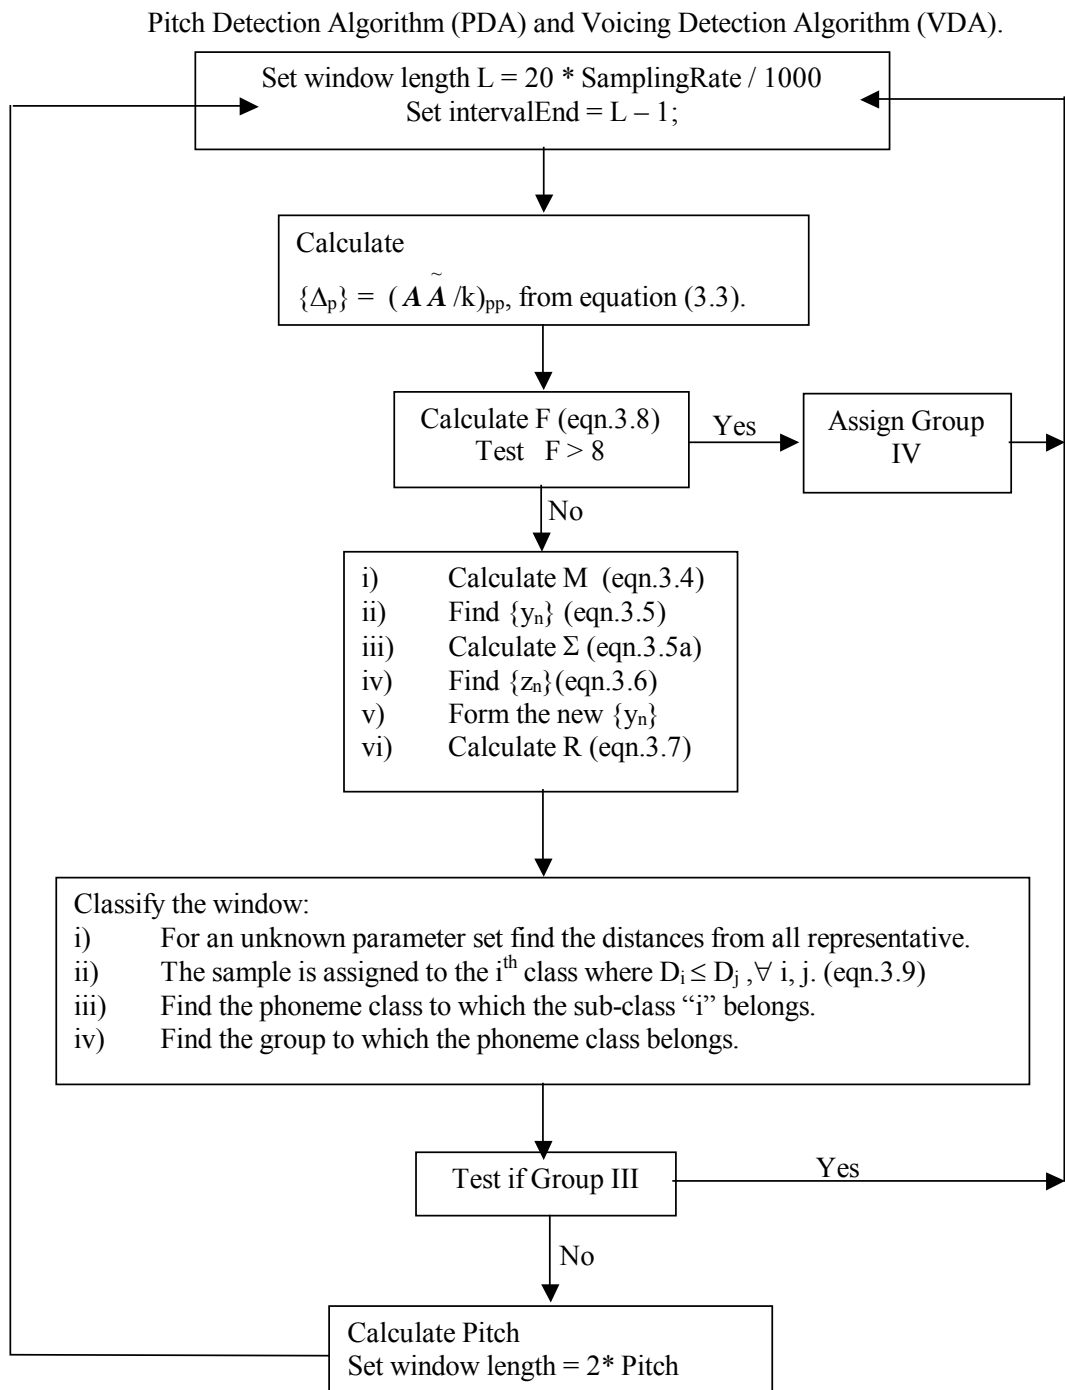 Pitch Detection Algorithm (PDA) and Voicing Detection Algorithm (VDA).
Set window length L = 20 * SamplingRate / 1000
Set intervalEnd = L – 1;
Calculate
{Δₚ} = (A Ã /k)ₚₚ, from equation (3.3).
Calculate F (eqn.3.8)
Test F > 8
Yes
Assign Group
IV
No
i) Calculate M (eqn.3.4)
ii) Find {yₙ} (eqn.3.5)
iii) Calculate Σ (eqn.3.5a)
iv) Find {zₙ}(eqn.3.6)
v) Form the new {yₙ}
vi) Calculate R (eqn.3.7)
Classify the window:
i) For an unknown parameter set find the distances from all representative.
ii) The sample is assigned to the iᵗʰ class where Dᵢ ≤ Dⱼ ,∀ i, j. (eqn.3.9)
iii) Find the phoneme class to which the sub-class “i” belongs.
iv) Find the group to which the phoneme class belongs.
Test if Group III
Yes
No
Calculate Pitch
Set window length = 2* Pitch